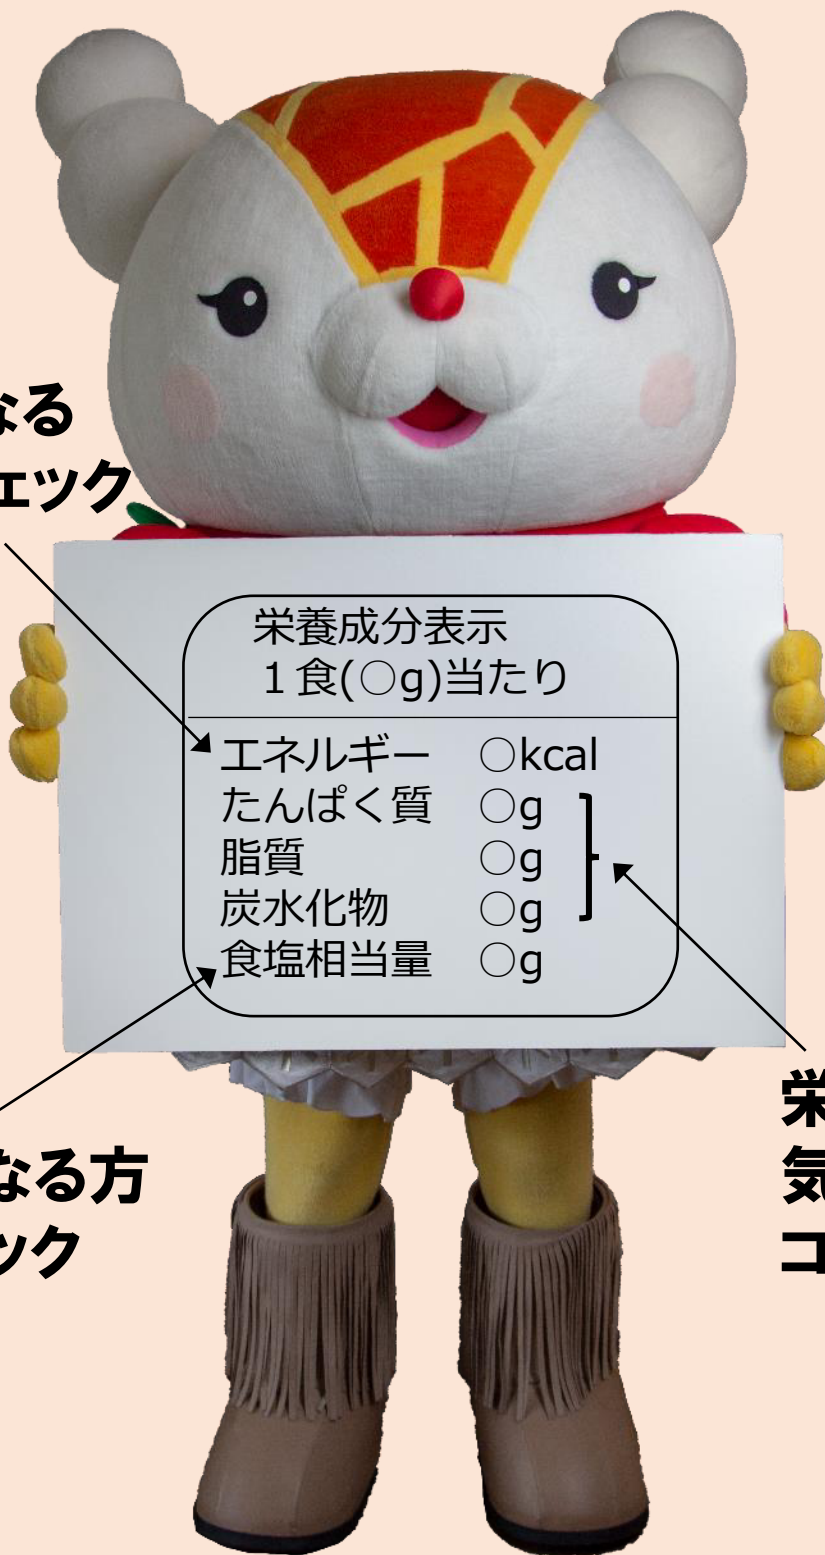 なる
ェック
栄養成分表示
１食(○g)当たり
エネルギー ○kcal
たんぱく質 ○g
脂質 ○g
炭水化物 ○g
食塩相当量 ○g
なる方
ック
栄
気
コ